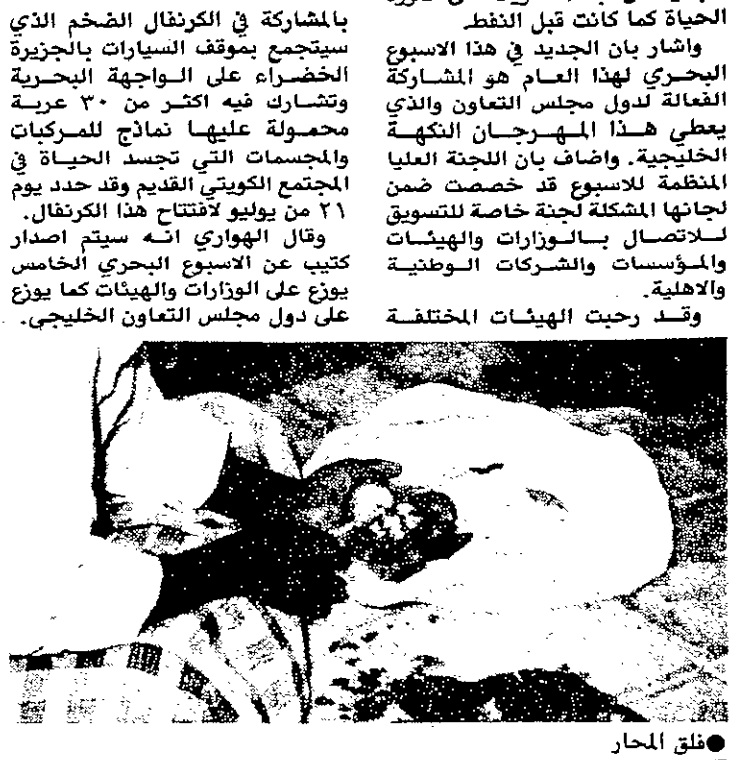 الحياة كما كانت قبل النفط.
واشار بان الجديد في هذا الاسبوع
البحري لهذا العام هو المشاركة
الفعالة لدول مجلس التعاون والذي
يعطي هذا المهرجان النكهة
الخليجية. واضاف بان اللجنة العليا
المنظمة للاسبوع قد خصصت ضمن
لجانها المشكلة لجنة خاصة للتسويق
للاتصال بالوزارات والهيئات
والمؤسسات والشركات الوطنية
والاهلية.
وقد رحبت الهيئات المختلفة
بالمشاركة في الكرنفال الضخم الذي
سيتجمع بموقف السيارات بالجزيرة
الخضراء على الواجهة البحرية
وتشارك فيه اكثر من ٣٠ عربة
محمولة عليها نماذج للمركبات
والمجسمات التي تجسد الحياة في
المجتمع الكويتي القديم وقد حدد يوم
٢١ من يوليو لافتتاح هذا الكرنفال.
وقال الهواري انه سيتم اصدار
كتيب عن الاسبوع البحري الخامس
يوزع على الوزارات والهيئات كما يوزع
على دول مجلس التعاون الخليجي.
●فلق المحار